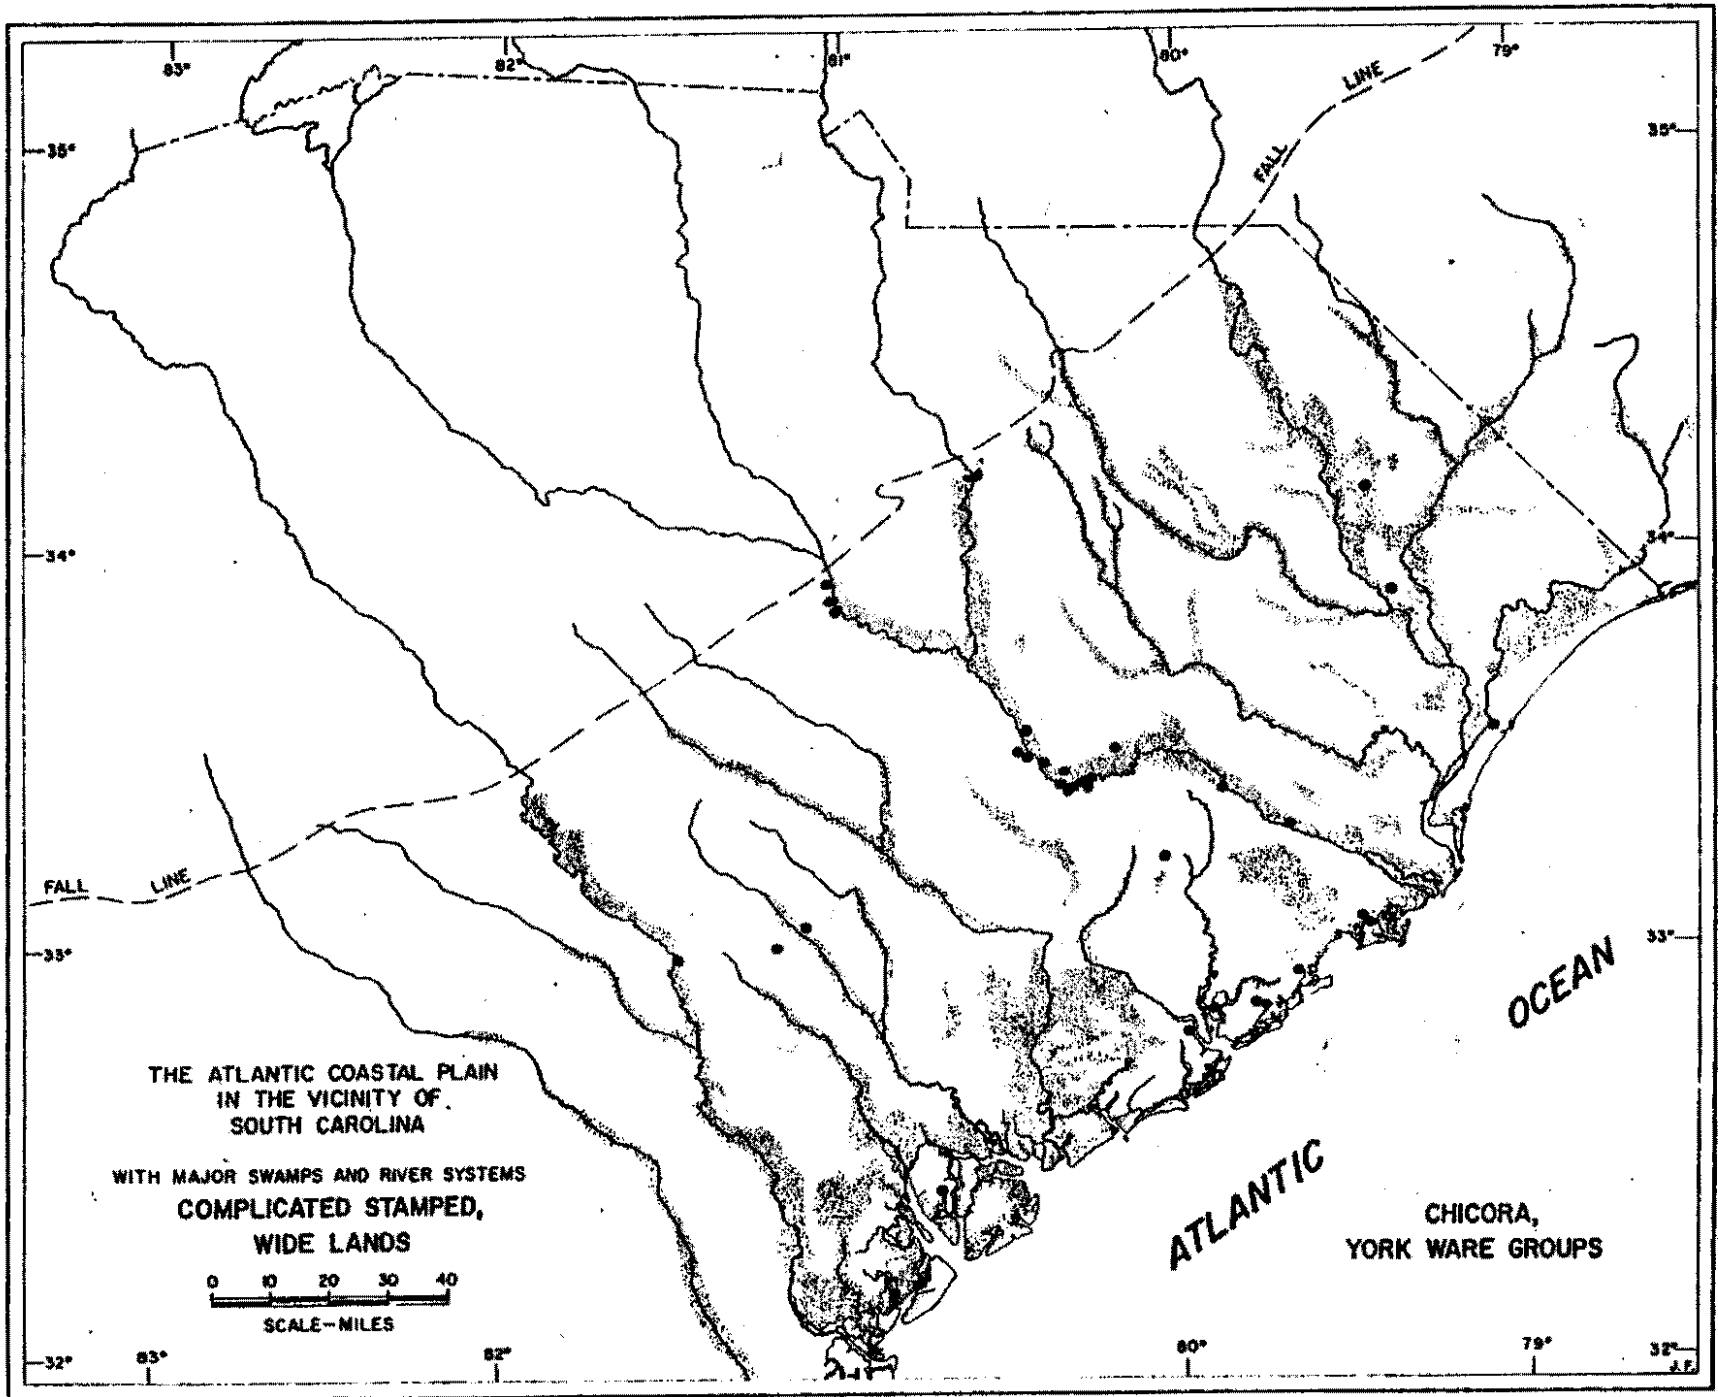 83°
82°
81°
80°
79°
LINE
FALL
35°
35°
34°
34°
FALL LINE
33°
33°
OCEAN
ATLANTIC
THE ATLANTIC COASTAL PLAIN
IN THE VICINITY OF
SOUTH CAROLINA
WITH MAJOR SWAMPS AND RIVER SYSTEMS
COMPLICATED STAMPED,
WIDE LANDS
0 10 20 30 40
SCALE-MILES
CHICORA,
YORK WARE GROUPS
32°
83°
82°
80°
79°
32°
J.F.